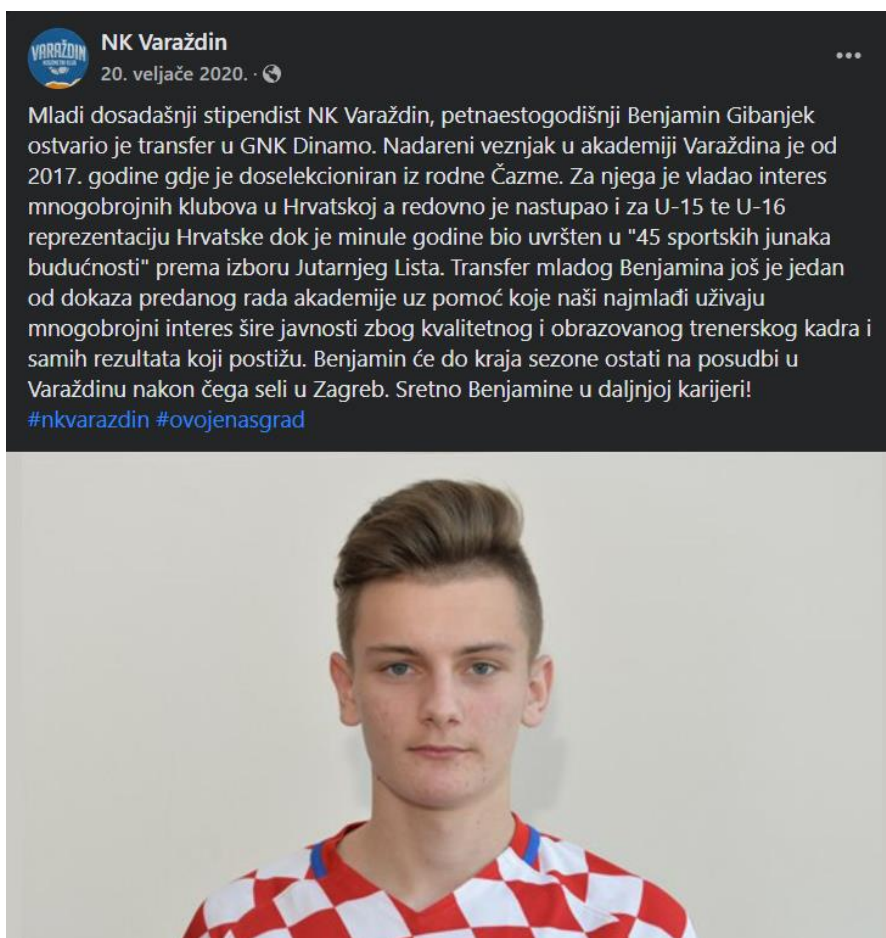 NK Varaždin
20. veljače 2020. ·
Mladi dosadašnji stipendist NK Varaždin, petnaestogodišnji Benjamin Gibanjek
ostvario je transfer u GNK Dinamo. Nadareni veznjak u akademiji Varaždina je od
2017. godine gdje je doselekcioniran iz rodne Čazme. Za njega je vladao interes
mnogobrojnih klubova u Hrvatskoj a redovno je nastupao i za U-15 te U-16
reprezentaciju Hrvatske dok je minule godine bio uvršten u "45 sportskih junaka
budućnosti" prema izboru Jutarnjeg Lista. Transfer mladog Benjamina još je jedan
od dokaza predanog rada akademije uz pomoć koje naši najmlađi uživaju
mnogobrojni interes šire javnosti zbog kvalitetnog i obrazovanog trenerskog kadra i
samih rezultata koji postižu. Benjamin će do kraja sezone ostati na posudbi u
Varaždinu nakon čega seli u Zagreb. Sretno Benjamine u daljnjoj karijeri!
#nkvarazdin #ovojenasgrad
VARAŽDIN